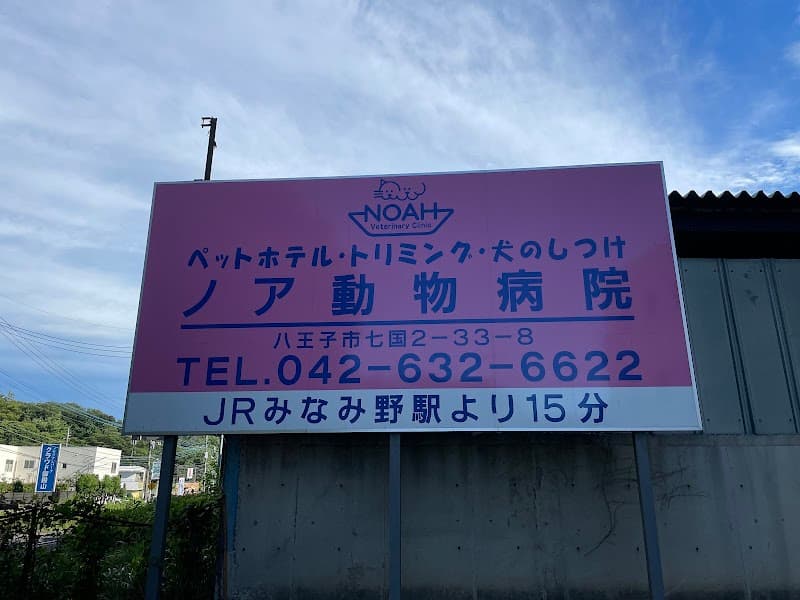 NOAH
Veterinary Clinic
ペットホテル・トリミング・犬のしつけ
ノア動物病院
八王子市七国2-33-8
TEL.042-632-6622
JRみなみ野駅より15分